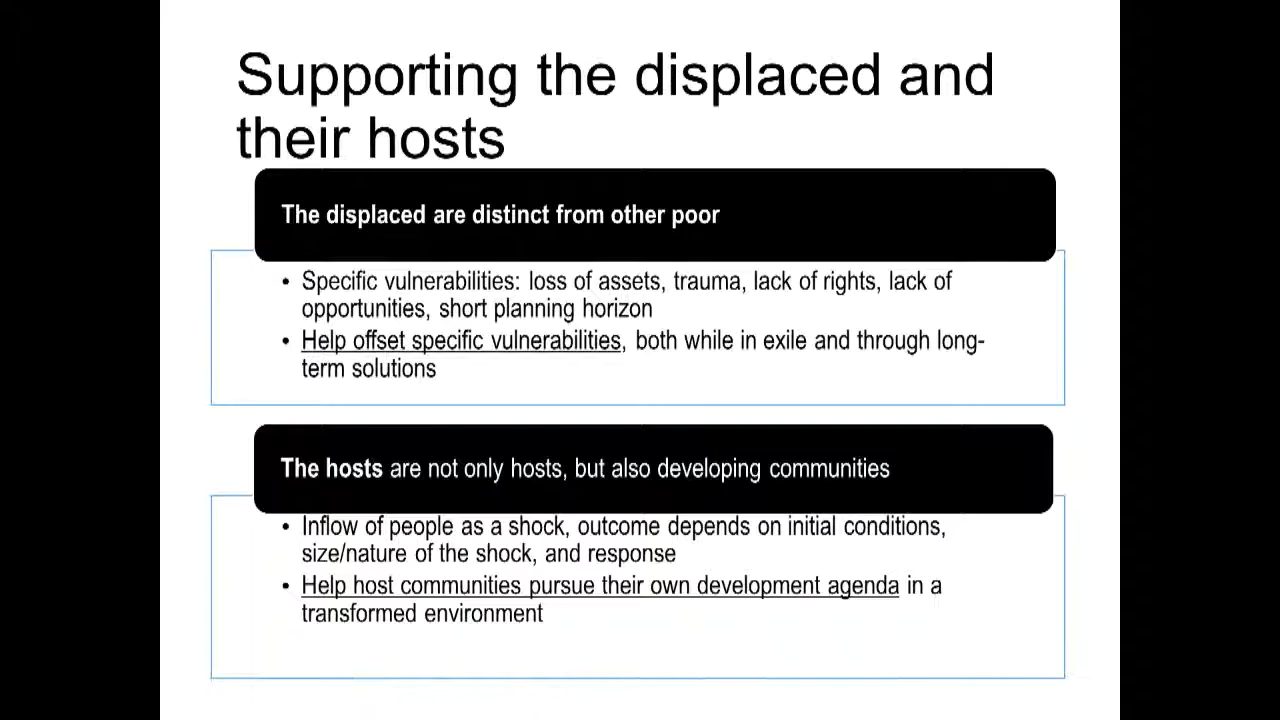 Supporting the displaced and
their hosts
The displaced are distinct from other poor
• Specific vulnerabilities: loss of assets, trauma, lack of rights, lack of
opportunities, short planning horizon
• Help offset specific vulnerabilities, both while in exile and through long-
term solutions
The hosts are not only hosts, but also developing communities
• Inflow of people as a shock, outcome depends on initial conditions,
size/nature of the shock, and response
• Help host communities pursue their own development agenda in a
transformed environment